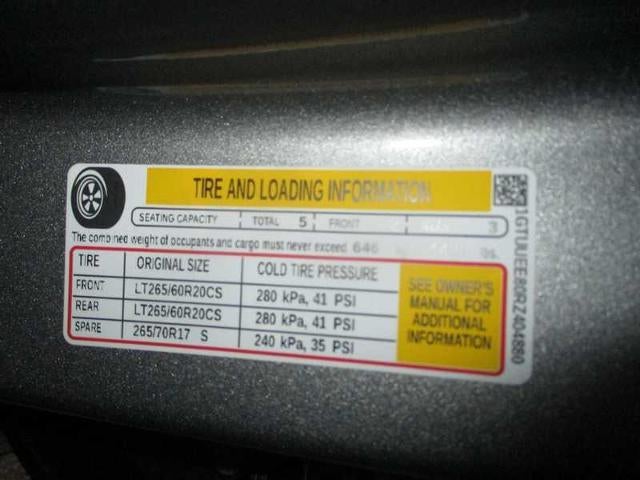 TIRE AND LOADING INFORMATION
SEATING CAPACITY TOTAL 5 FRONT 3
The combined weight of occupants and cargo must never exceed 646 lbs.
TIRE ORIGINAL SIZE COLD TIRE PRESSURE
FRONT LT265/60R20CS 280 kPa, 41 PSI
REAR LT265/60R20CS 280 kPa, 41 PSI
SPARE 265/70R17 S 240 kPa, 35 PSI
SEE OWNER'S
MANUAL FOR
ADDITIONAL
INFORMATION